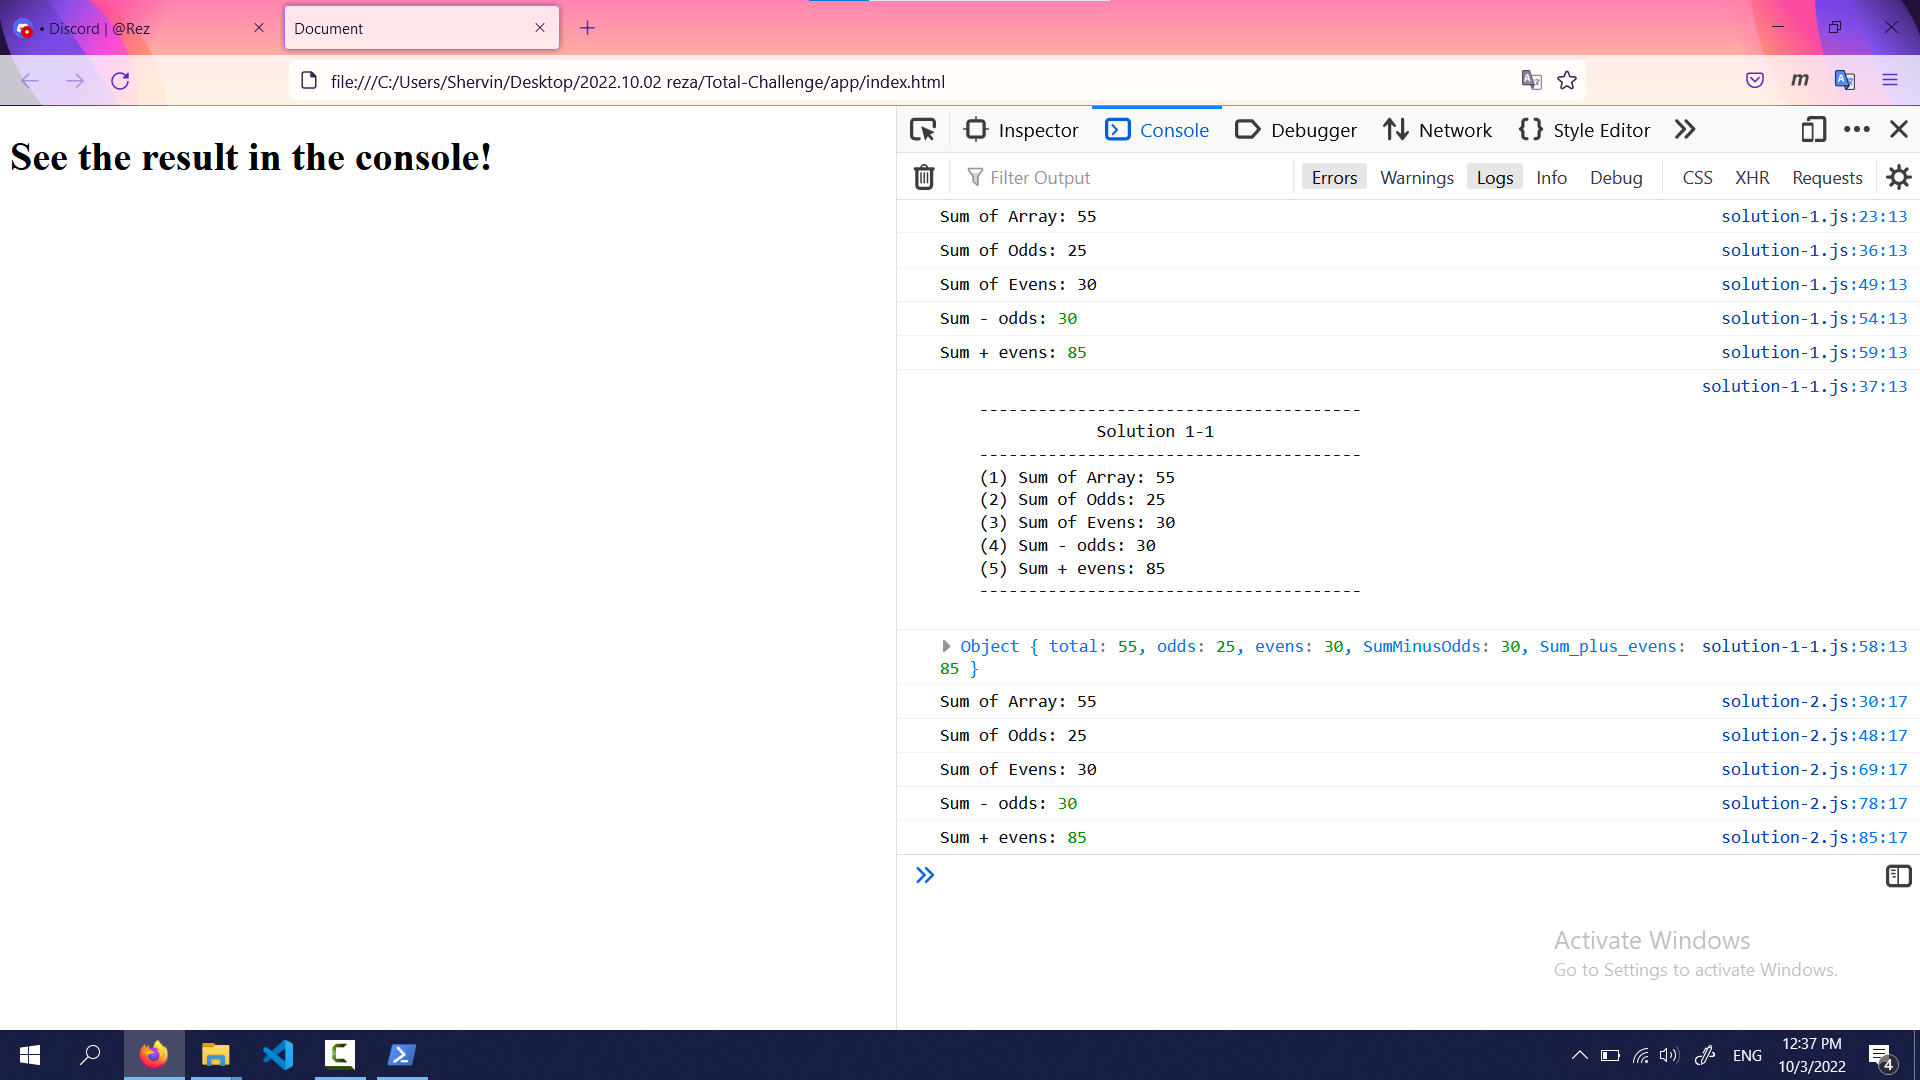 • Discord | @Rez
Document
file:///C:/Users/Shervin/Desktop/2022.10.02 reza/Total-Challenge/app/index.html
m
See the result in the console!
Inspector
Console
Debugger
Network
Style Editor
Filter Output
Errors
Warnings
Logs
Info
Debug
CSS
XHR
Requests
Sum of Array: 55 solution-1.js:23:13
Sum of Odds: 25 solution-1.js:36:13
Sum of Evens: 30 solution-1.js:49:13
Sum - odds: 30 solution-1.js:54:13
Sum + evens: 85 solution-1.js:59:13
solution-1-1.js:37:13
---------------------------------------
Solution 1-1
---------------------------------------
(1) Sum of Array: 55
(2) Sum of Odds: 25
(3) Sum of Evens: 30
(4) Sum - odds: 30
(5) Sum + evens: 85
---------------------------------------
Object { total: 55, odds: 25, evens: 30, SumMinusOdds: 30, Sum_plus_evens: solution-1-1.js:58:13
85 }
Sum of Array: 55 solution-2.js:30:17
Sum of Odds: 25 solution-2.js:48:17
Sum of Evens: 30 solution-2.js:69:17
Sum - odds: 30 solution-2.js:78:17
Sum + evens: 85 solution-2.js:85:17
Activate Windows
Go to Settings to activate Windows.
ENG
12:37 PM
10/3/2022
4